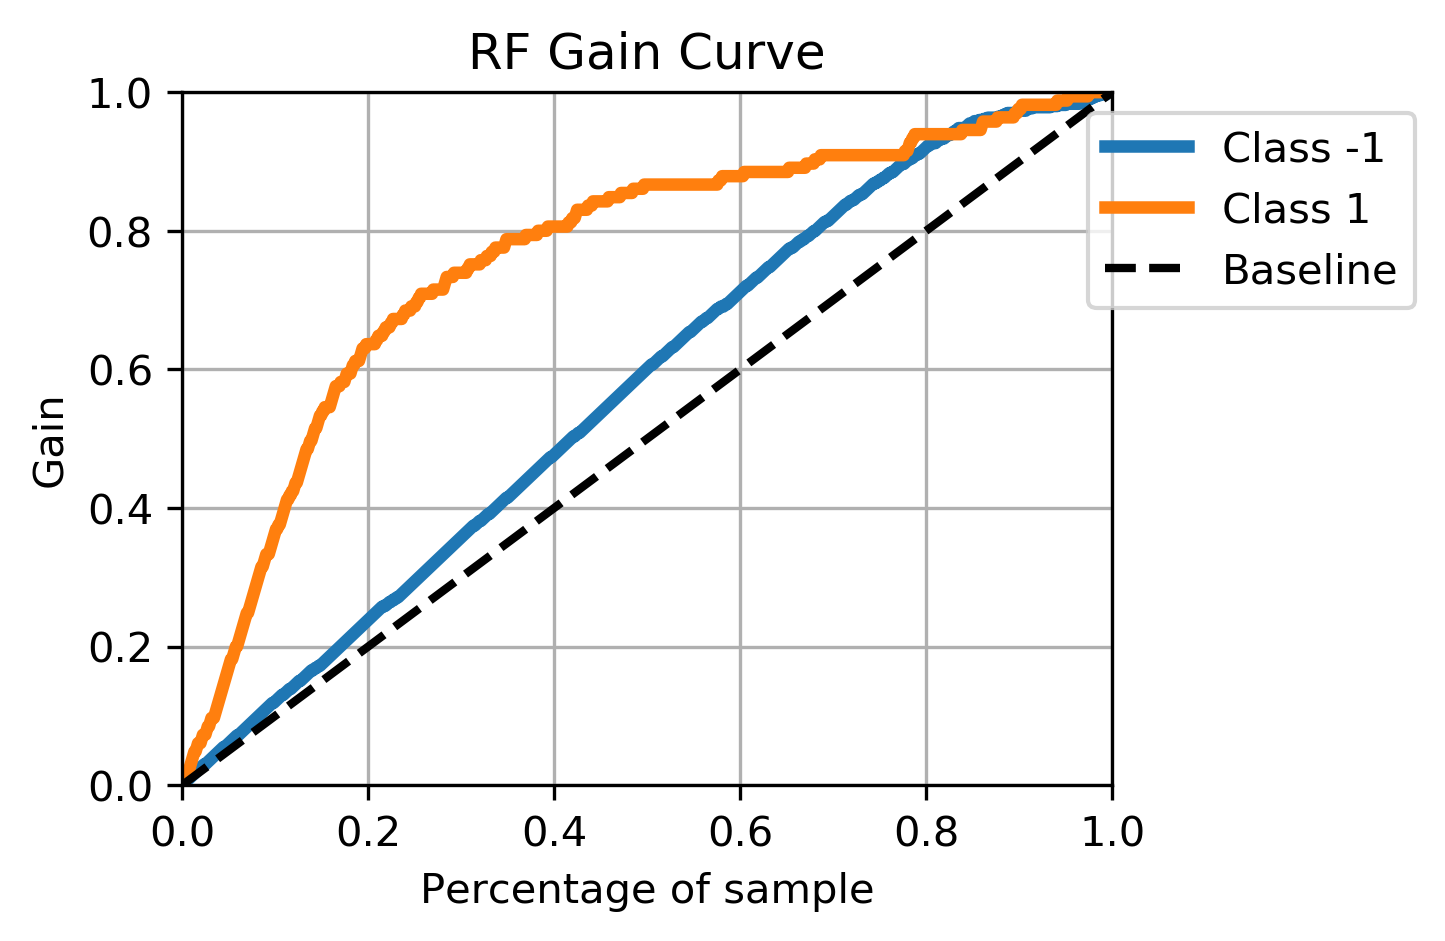 RF Gain Curve
1.0
0.8
0.6
0.4
0.2
0.0
Gain
0.0 0.2 0.4 0.6 0.8 1.0
Percentage of sample
Class -1
Class 1
Baseline